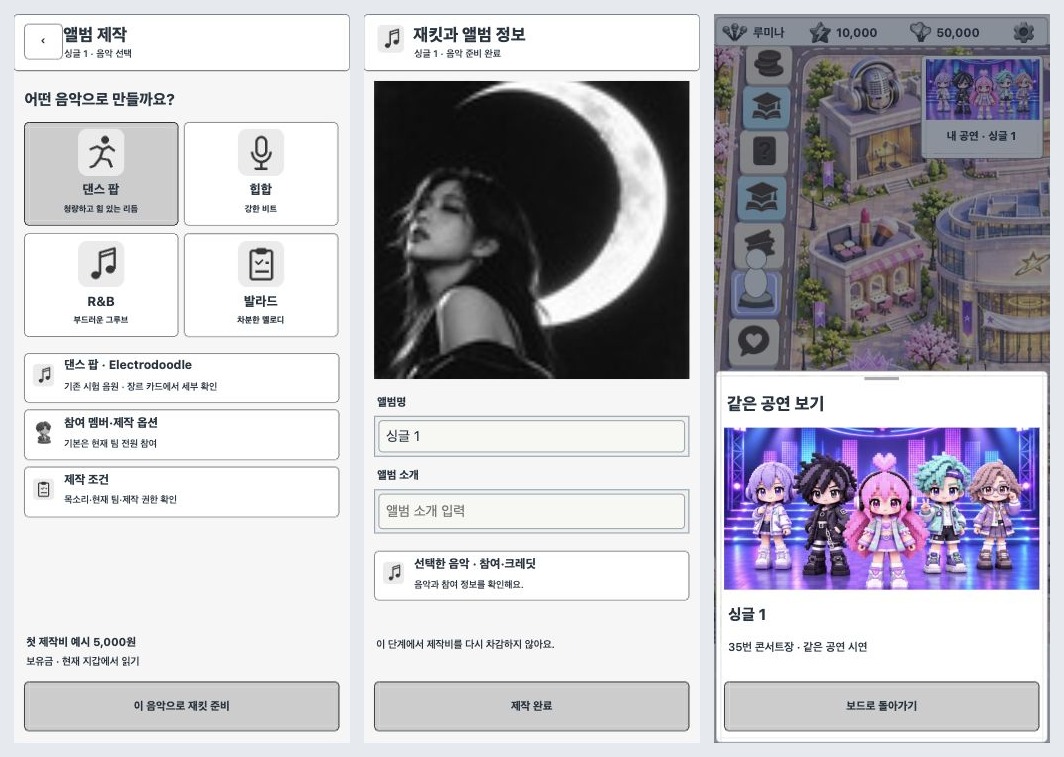 앨범 제작
싱글 1 · 음악 선택
어떤 음악으로 만들까요?
댄스 팝
청량하고 힘 있는 리듬
힙합
강한 비트
R&B
부드러운 그루브
발라드
차분한 멜로디
댄스 팝 · Electrodoodle
기존 시험 음원 · 장르 카드에서 세부 확인
참여 멤버·제작 옵션
기본은 현재 팀 전원 참여
제작 조건
목소리·현재 팀·제작 권한 확인
첫 제작비 예시 5,000원
보유금 · 현재 지갑에서 읽기
이 음악으로 재킷 준비
재킷과 앨범 정보
싱글 1 · 음악 준비 완료
앨범명
싱글 1
앨범 소개
앨범 소개 입력
선택한 음악 · 참여·크레딧
음악과 참여 정보를 확인해요.
이 단계에서 제작비를 다시 차감하지 않아요.
제작 완료
루미나
10,000
50,000
내 공연 · 싱글 1
?
같은 공연 보기
싱글 1
35번 콘서트장 · 같은 공연 시연
보드로 돌아가기